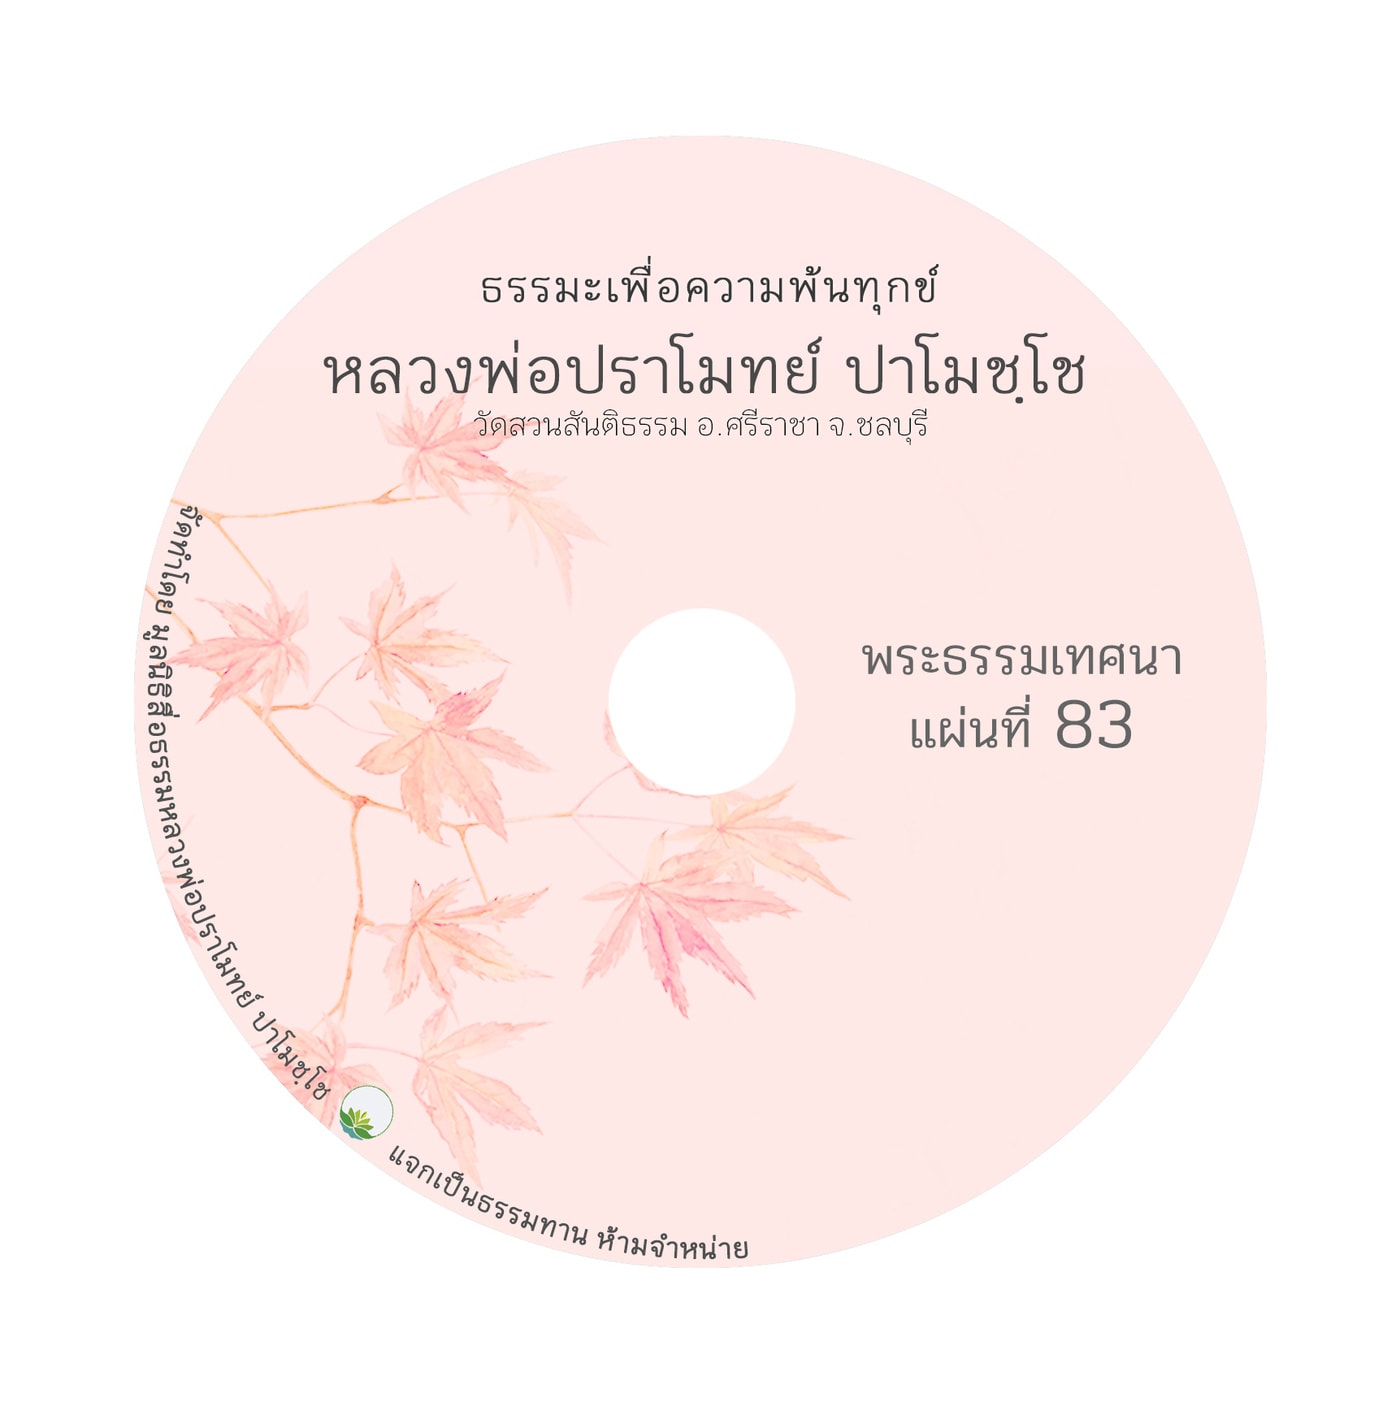 ธรรมะเพื่อความพ้นทุกข์
หลวงพ่อปราโมทย์ ปาโมชฺโช
วัดสวนสันติธรรม อ.ศรีราชา จ.ชลบุรี
พระธรรมเทศนา
แผ่นที่ 83
จัดทำโดย มูลนิธิสื่อธรรมหลวงพ่อปราโมทย์ ปาโมชฺโช
แจกเป็นธรรมทาน ห้ามจำหน่าย